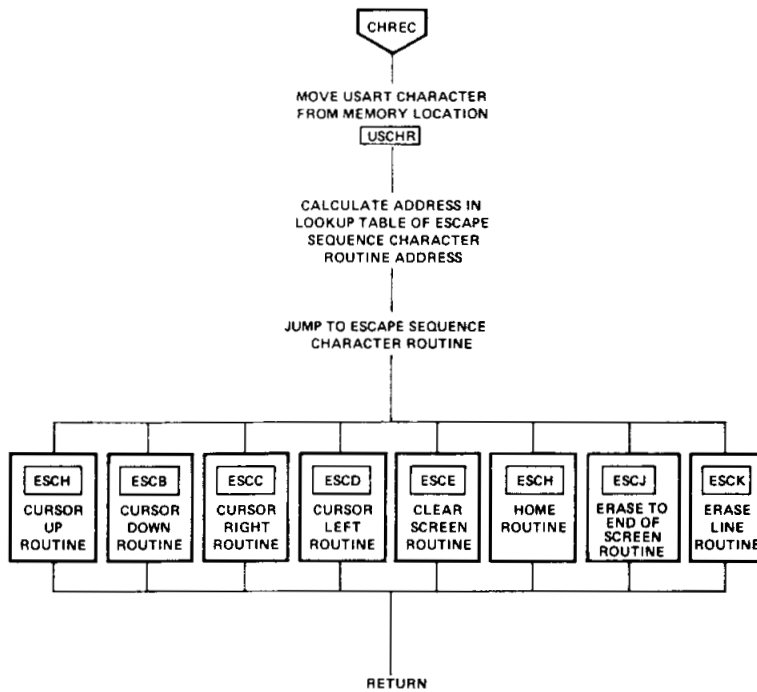 CHREC
MOVE USART CHARACTER
FROM MEMORY LOCATION
USCHR
CALCULATE ADDRESS IN
LOOKUP TABLE OF ESCAPE
SEQUENCE CHARACTER
ROUTINE ADDRESS
JUMP TO ESCAPE SEQUENCE
CHARACTER ROUTINE
ESCH
CURSOR
UP
ROUTINE
ESCB
CURSOR
DOWN
ROUTINE
ESCC
CURSOR
RIGHT
ROUTINE
ESCD
CURSOR
LEFT
ROUTINE
ESCE
CLEAR
SCREEN
ROUTINE
ESCH
HOME
ROUTINE
ESCJ
ERASE TO
END OF
SCREEN
ROUTINE
ESCK
ERASE
LINE
ROUTINE
RETURN